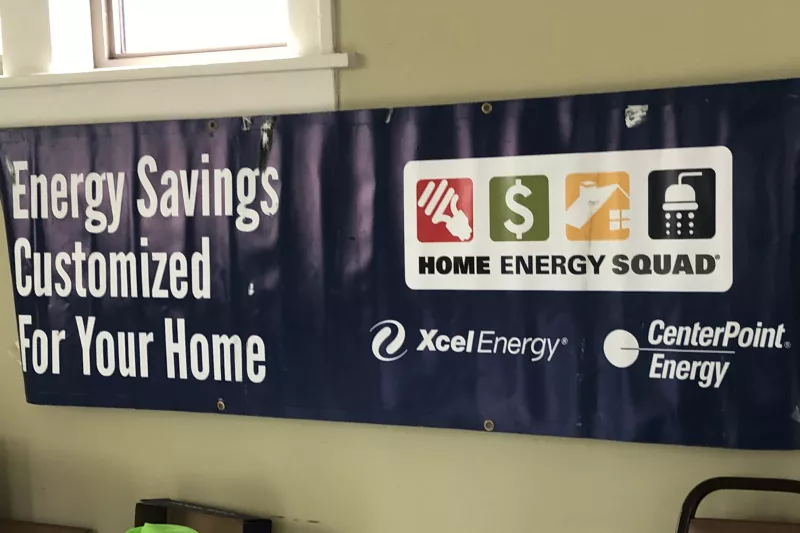 Energy Savings
Customized
For Your Home
$
HOME ENERGY SQUAD®
Xcel Energy®
CenterPoint®
Energy